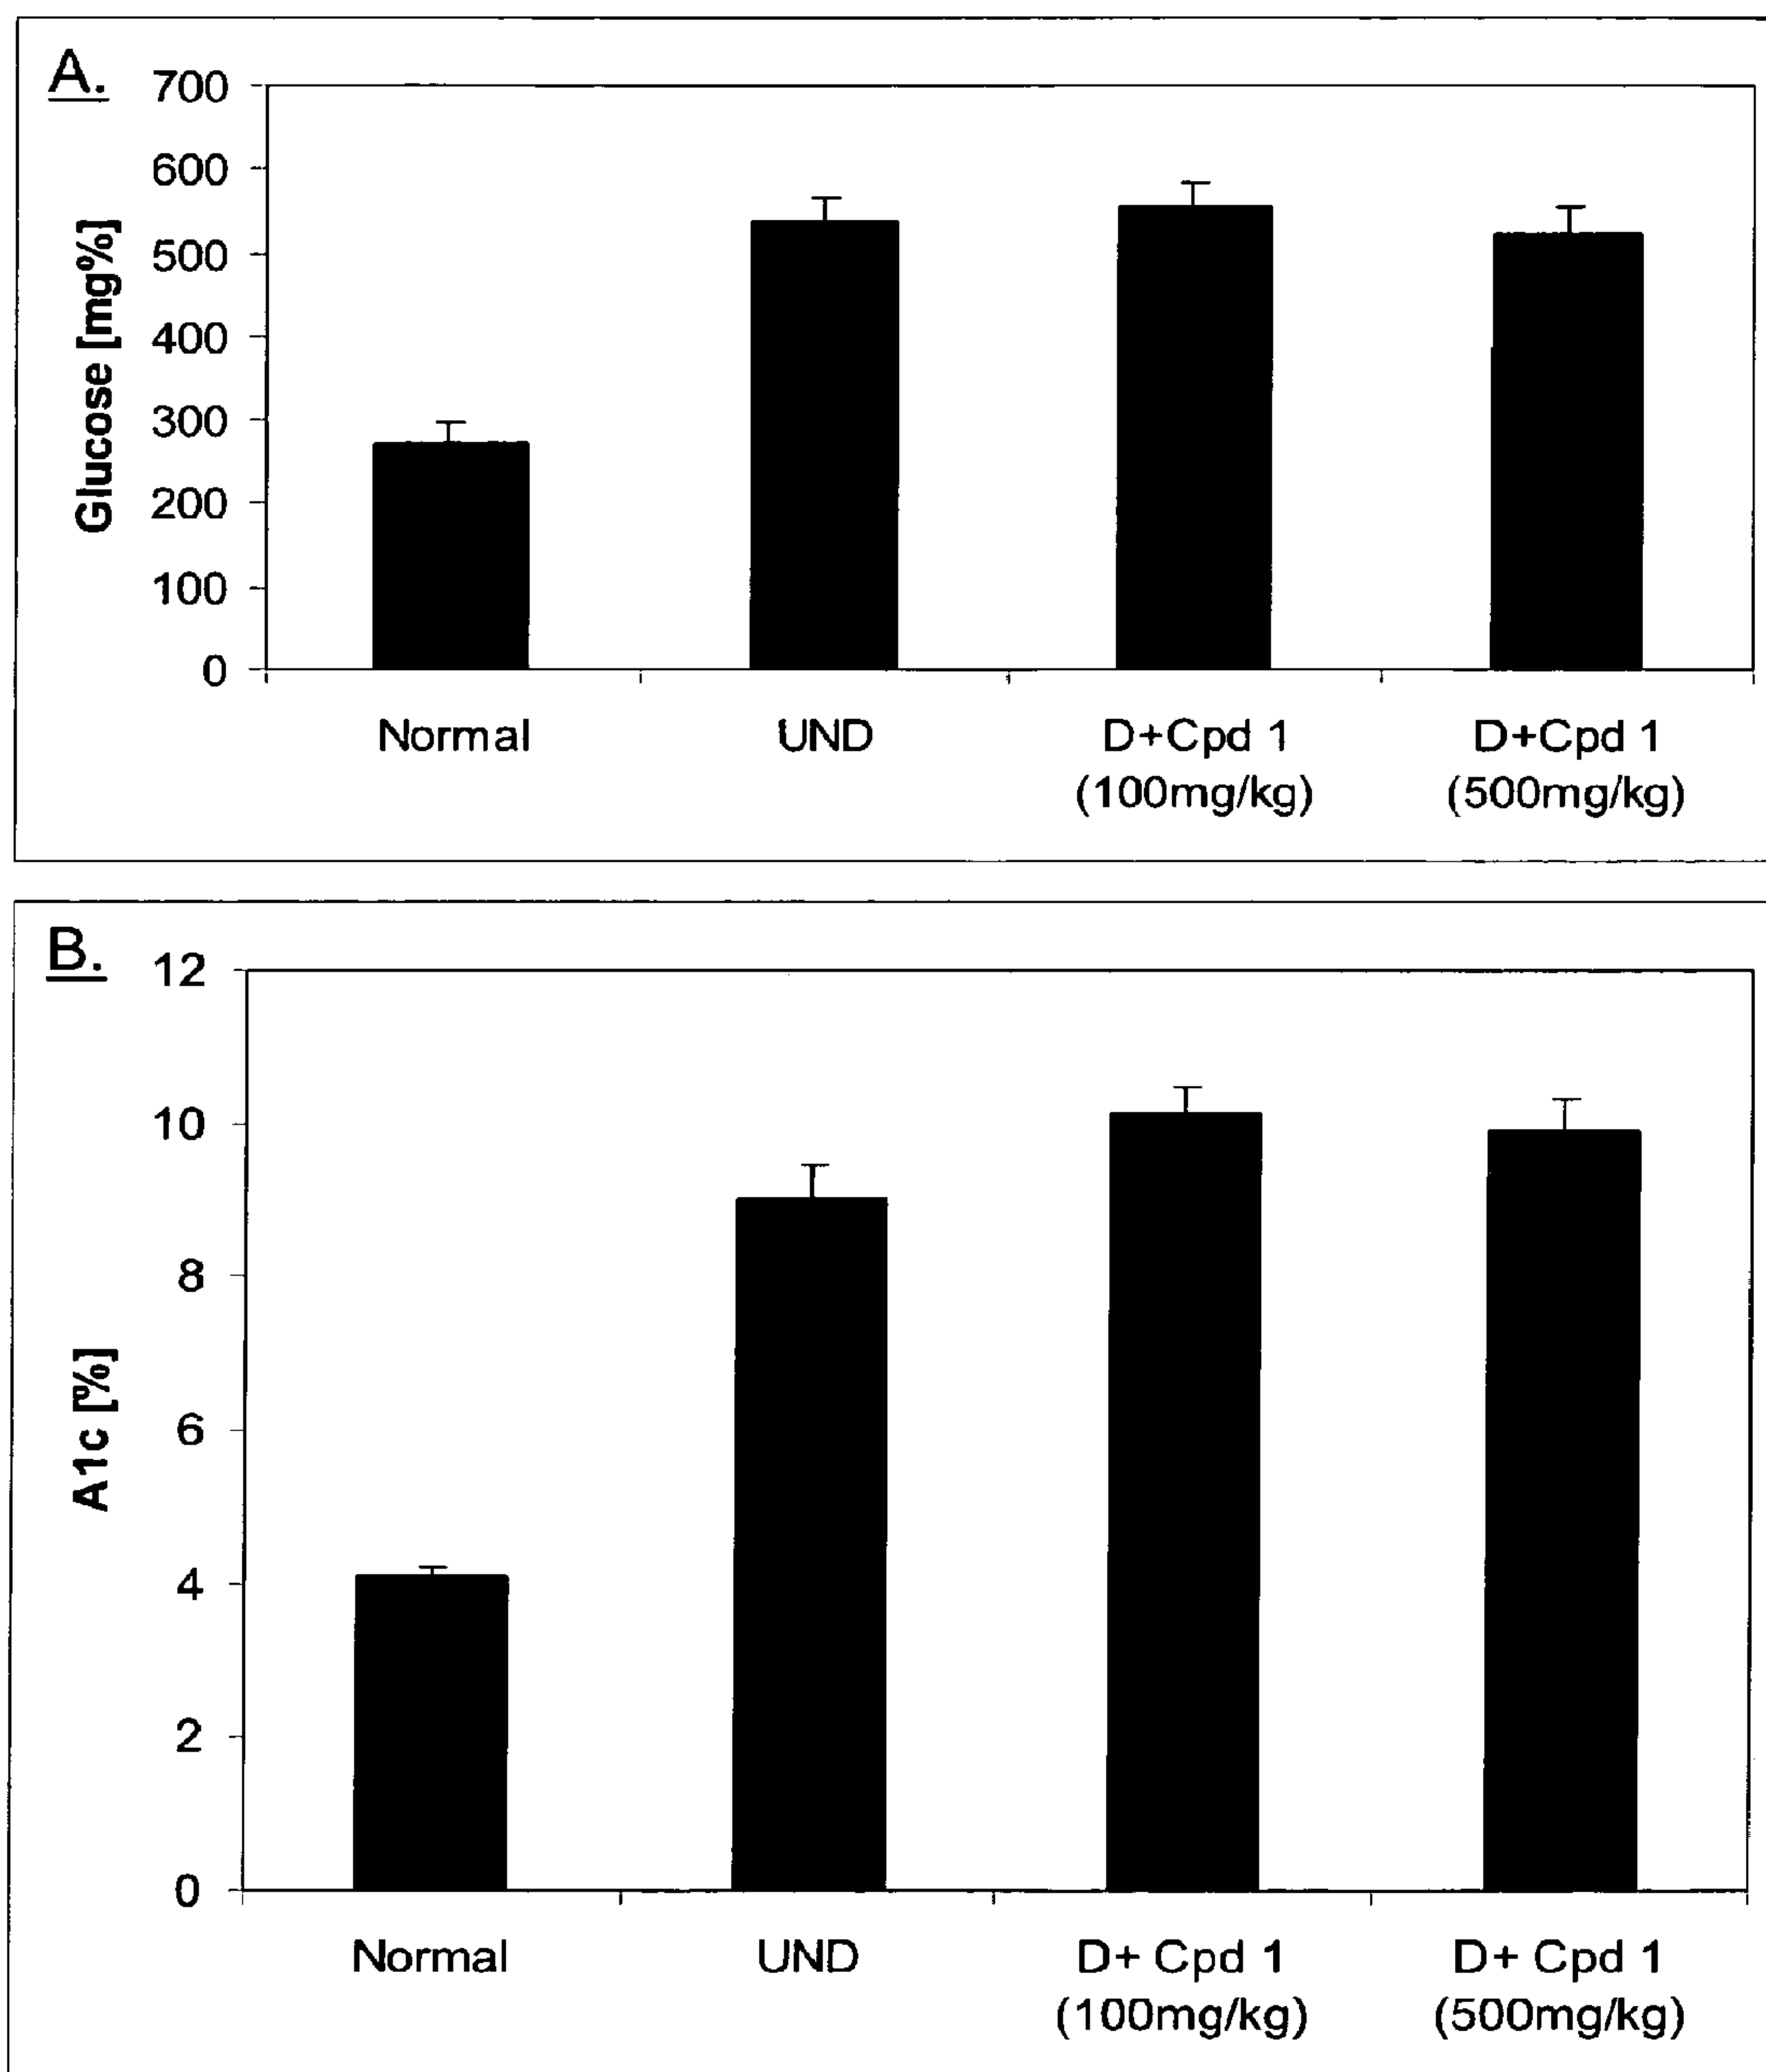 A.
700
600
500
400
300
200
100
0
Glucose [mg%]
Normal UND D+Cpd 1 D+Cpd 1
(100mg/kg) (500mg/kg)
B.
12
10
8
6
4
2
0
A1c [%]
Normal UND D+ Cpd 1 D+ Cpd 1
(100mg/kg) (500mg/kg)